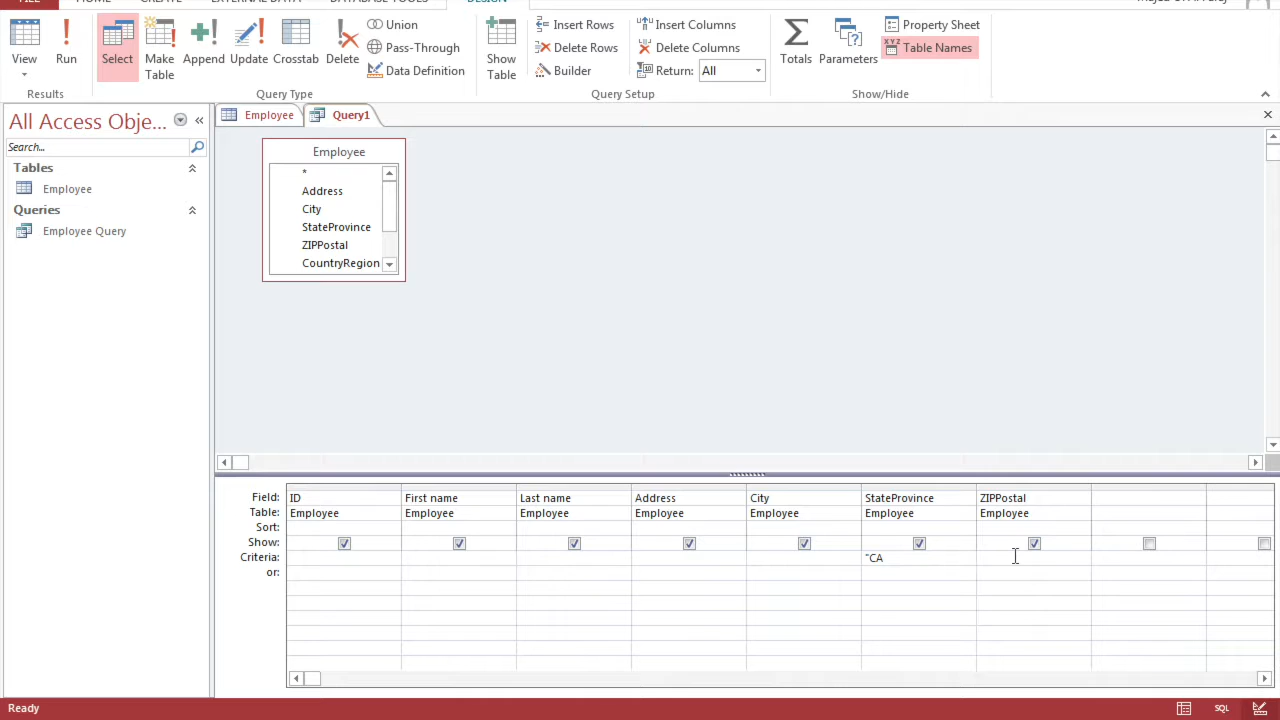 FILE HOME CREATE EXTERNAL DATA DATABASE TOOLS DESIGN
View
Run
Select
Make Table
Append
Update
Crosstab
Delete
Union
Pass-Through
Data Definition
Show Table
Insert Rows
Delete Rows
Builder
Insert Columns
Delete Columns
Return: All
Totals
Parameters
Property Sheet
XYZ Table Names
Results Query Type Query Setup Show/Hide
All Access Obje...
Search...
Tables
Employee
Queries
Employee Query
Employee Query1
Employee
*
Address
City
StateProvince
ZIPPostal
CountryRegion
Field: ID First name Last name Address City StateProvince ZIPPostal
Table: Employee Employee Employee Employee Employee Employee Employee
Sort:
Show:
Criteria: "CA
or:
Ready SQL